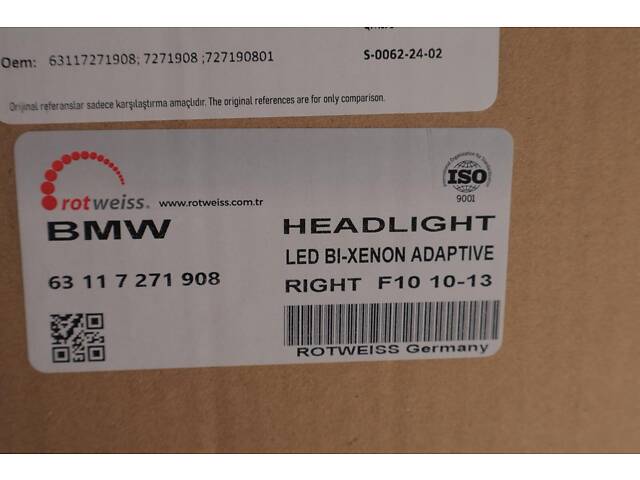 Oem: 63117271908; 7271908 ;727190801
S-0062-24-02
Orijinal referanslar sadece karşılaştırma amaçlıdır. The original references are for only comparison.
rotweiss. www.rotweiss.com.tr
ISO
9001
BMW
HEADLIGHT
LED BI-XENON ADAPTIVE
63 11 7 271 908
RIGHT F10 10-13
ROTWEISS Germany